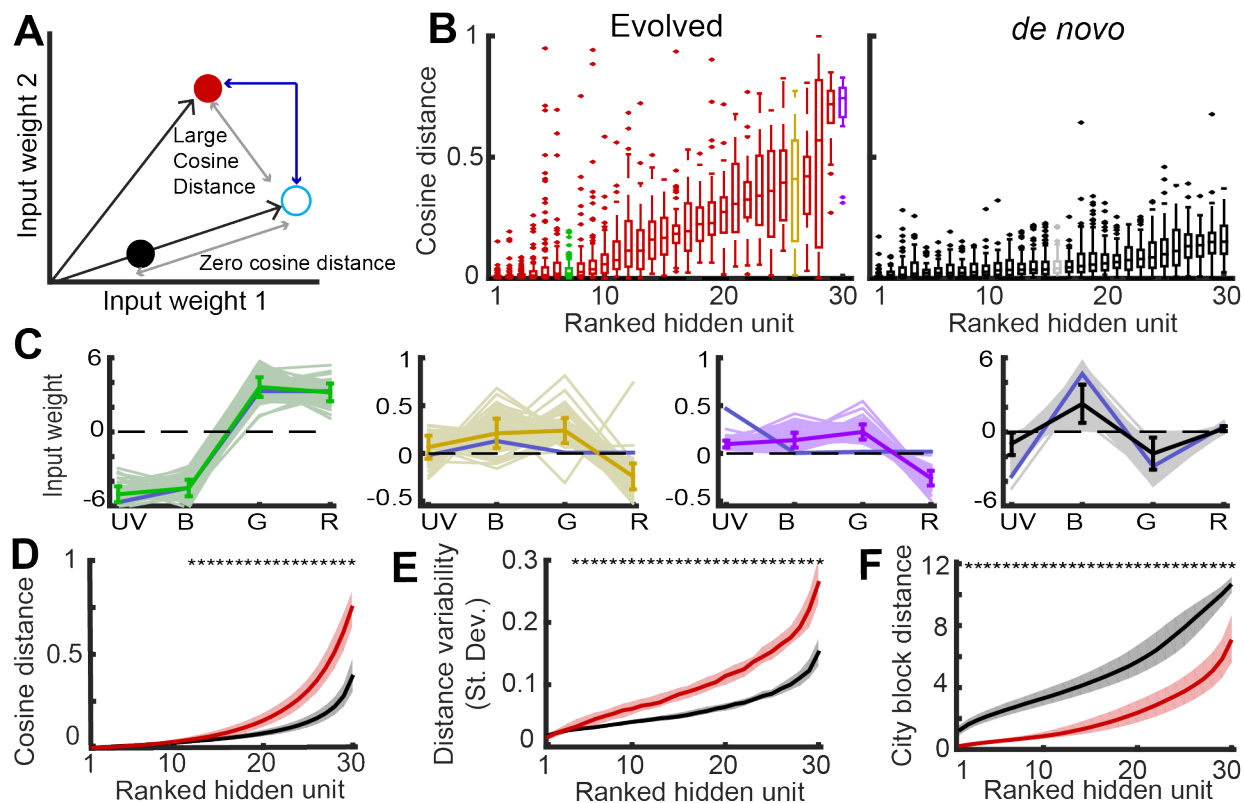 A
Input weight 2
Large
Cosine
Distance
Zero cosine distance
Input weight 1
B
Evolved
de novo
Cosine distance
1
0.5
0
1
10
20
30
Ranked hidden unit
1
0.5
0
1
10
20
30
Ranked hidden unit
C
Input weight
6
0
-6
UV B G R
1
0.5
0
-0.5
UV B G R
1
0.5
0
-0.5
UV B G R
6
0
-6
UV B G R
D
Cosine distance
1
0.5
0
*****************
1
10
20
30
Ranked hidden unit
E
Distance variability
(St. Dev.)
0.3
0.2
0.1
0
***************************
1
10
20
30
Ranked hidden unit
F
City block distance
12
8
4
0
******************************
1
10
20
30
Ranked hidden unit